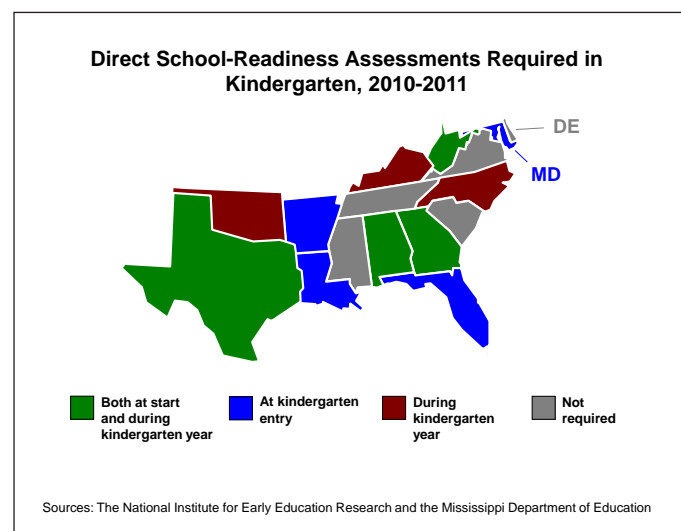 Direct School-Readiness Assessments Required in
Kindergarten, 2010-2011
DE
MD
Both at start
and during
kindergarten year
At kindergarten
entry
During
kindergarten
year
Not
required
Sources: The National Institute for Early Education Research and the Mississippi Department of Education